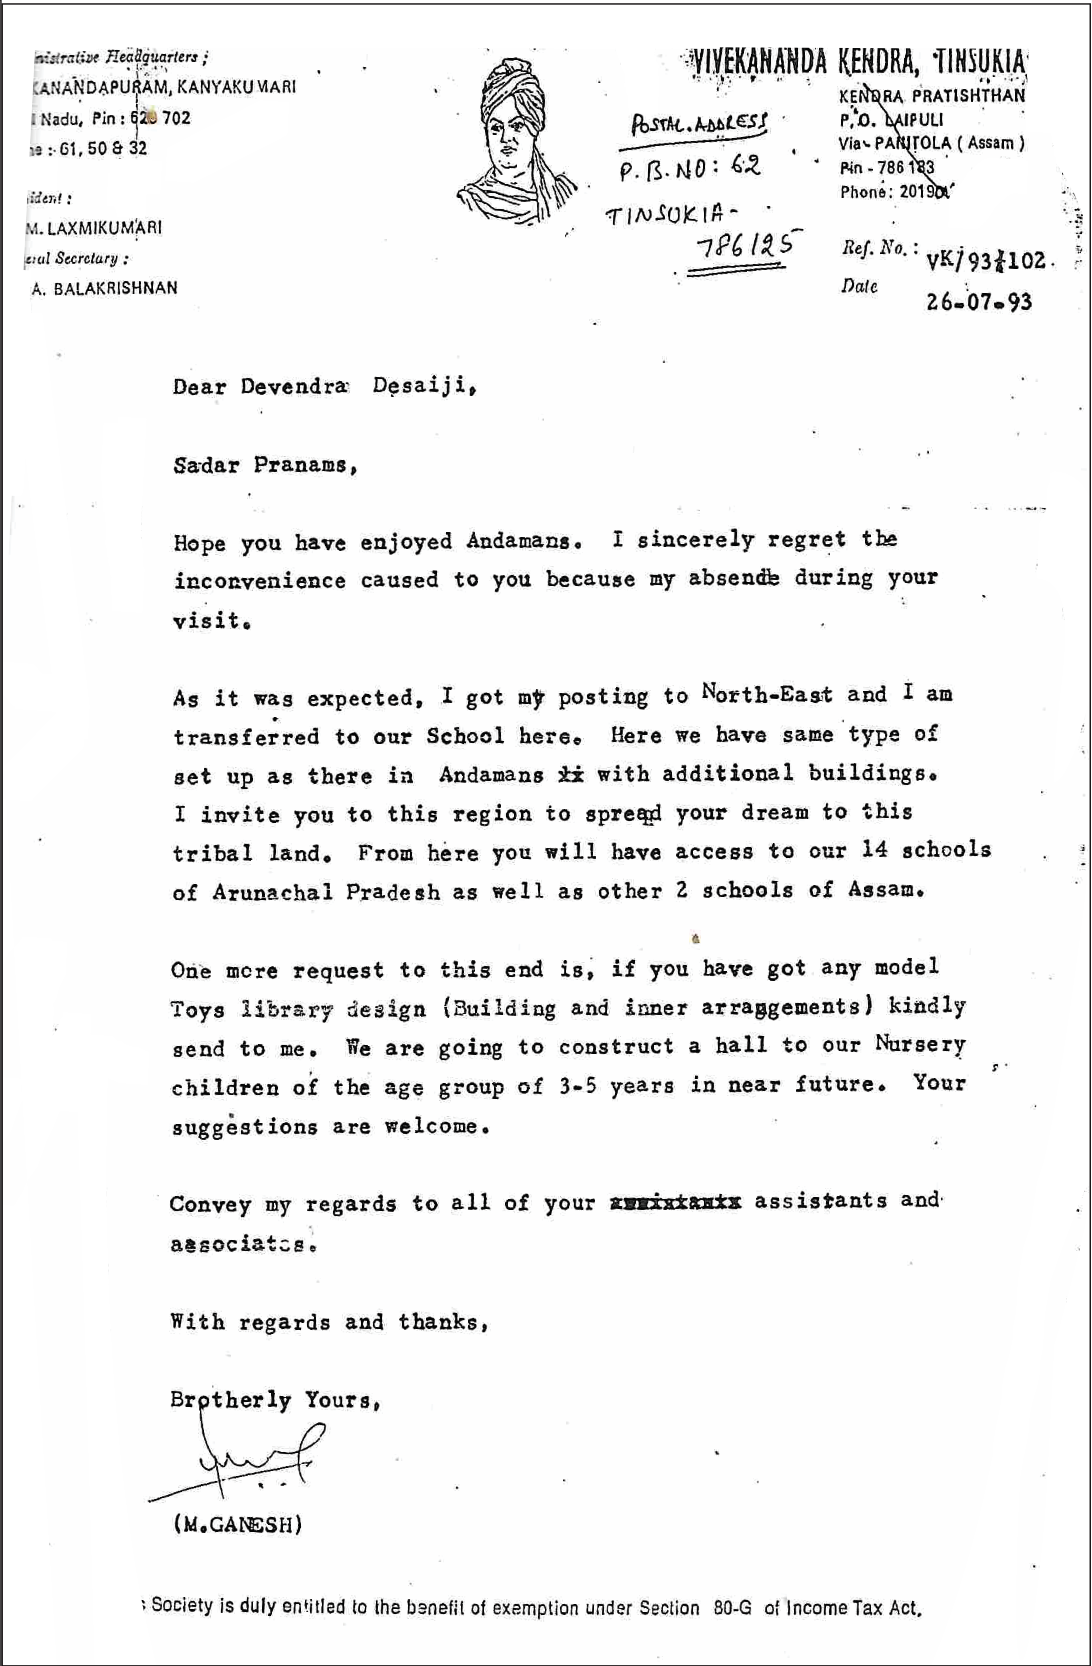 nistrative Headquarters ;
KANANDAPURAM, KANYAKUMARI
Nadu, Pin : 702
: 61, 50 & 32
ident :
M. LAXMIKUMARI
eral Secretary :
A. BALAKRISHNAN
POSTAL. ADDRESS
P. B. NO: 62
TINSUKIA-
786125
VIVEKANANDA KENDRA, TINSUKIA
KENDRA PRATISHTHAN
P.O. LAIPULI
Via- PANITOLA ( Assam )
Pin - 786 183
Phone: 20190
Ref. No. : VK/93/102.
Date 26-07-93
Dear Devendra Desaiji,
Sadar Pranams,
Hope you have enjoyed Andamans. I sincerely regret the
inconvenience caused to you because my absende during your
visit.
As it was expected, I got my posting to North-East and I am
transferred to our School here. Here we have same type of
set up as there in Andamans with additional buildings.
I invite you to this region to spread your dream to this
tribal land. From here you will have access to our 14 schools
of Arunachal Pradesh as well as other 2 schools of Assam.
One more request to this end is, if you have got any model
Toys library design (Building and inner arrangements) kindly
send to me. We are going to construct a hall to our Nursery
children of the age group of 3-5 years in near future. Your
suggestions are welcome.
Convey my regards to all of your assistants and
associates.
With regards and thanks,
Brotherly Yours,
(M.GANESH)
Society is duly entitled to the benefit of exemption under Section 80-G of Income Tax Act.